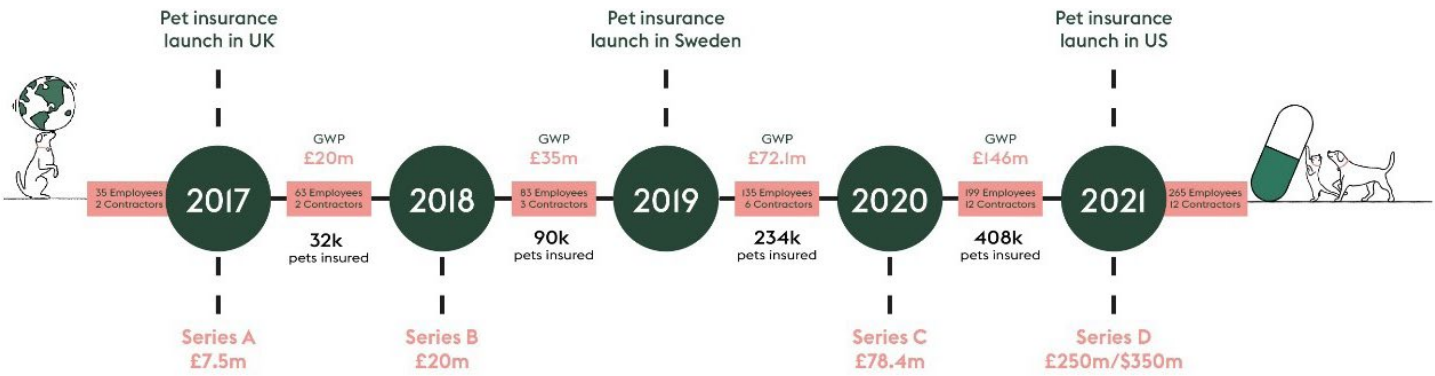 Pet insurance
launch in UK
Pet insurance
launch in Sweden
Pet insurance
launch in US
GWP
£20m
GWP
£35m
GWP
£72.1m
GWP
£146m
35 Employees
2 Contractors
2017
63 Employees
2 Contractors
2018
83 Employees
3 Contractors
2019
135 Employees
6 Contractors
2020
199 Employees
12 Contractors
2021
265 Employees
12 Contractors
32k
pets insured
90k
pets insured
234k
pets insured
408k
pets insured
Series A
£7.5m
Series B
£20m
Series C
£78.4m
Series D
£250m/$350m